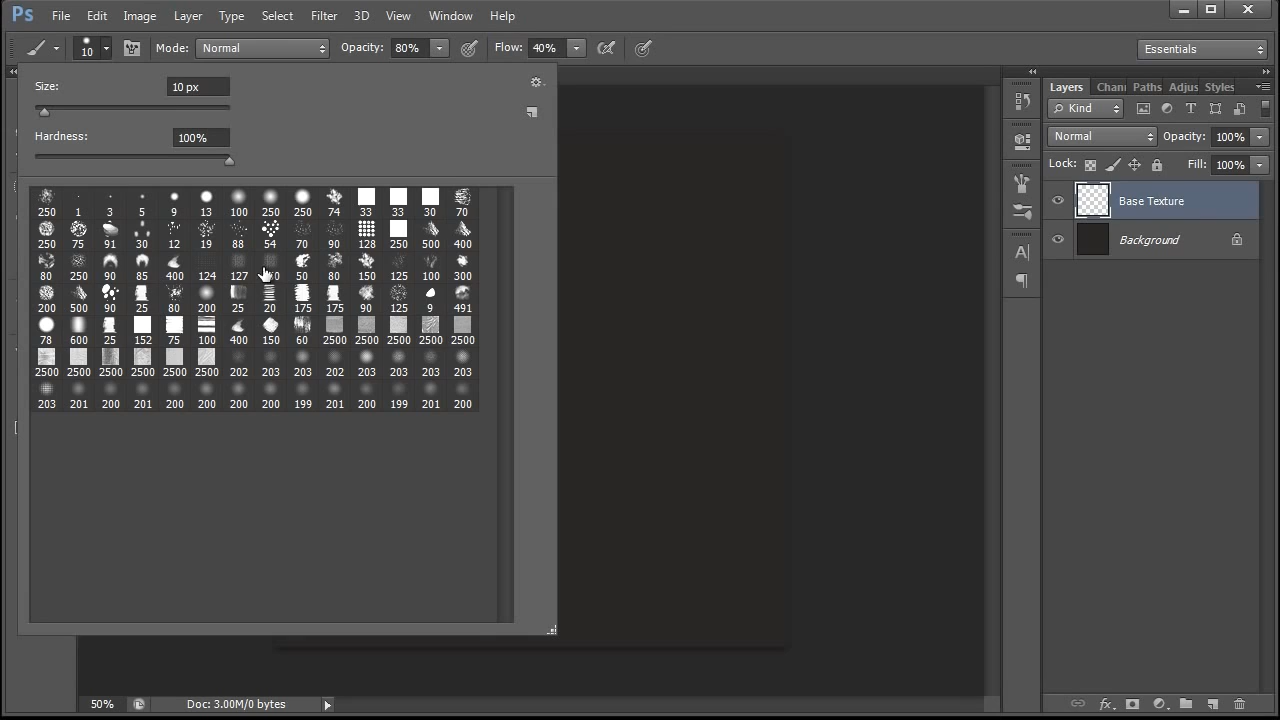 Ps File Edit Image Layer Type Select Filter 3D View Window Help
10 Mode: Normal Opacity: 80% Flow: 40% Essentials
Size: 10 px
Hardness: 100%
250 1 3 5 9 13 100 250 250 74 33 33 30 70
250 75 91 30 12 19 88 54 70 90 128 250 500 400
80 250 90 85 400 124 127 50 80 150 125 100 300
200 500 90 25 80 200 25 20 175 175 90 125 9 491
78 600 25 152 75 100 400 150 60 2500 2500 2500 2500 2500
2500 2500 2500 2500 2500 2500 202 203 203 202 203 203 203 203
203 201 200 201 200 200 200 200 199 201 200 199 201 200
Layers Chann Paths Adjus Styles
Kind
Normal Opacity: 100%
Lock: Fill: 100%
Base Texture
Background
50% Doc: 3.00M/0 bytes